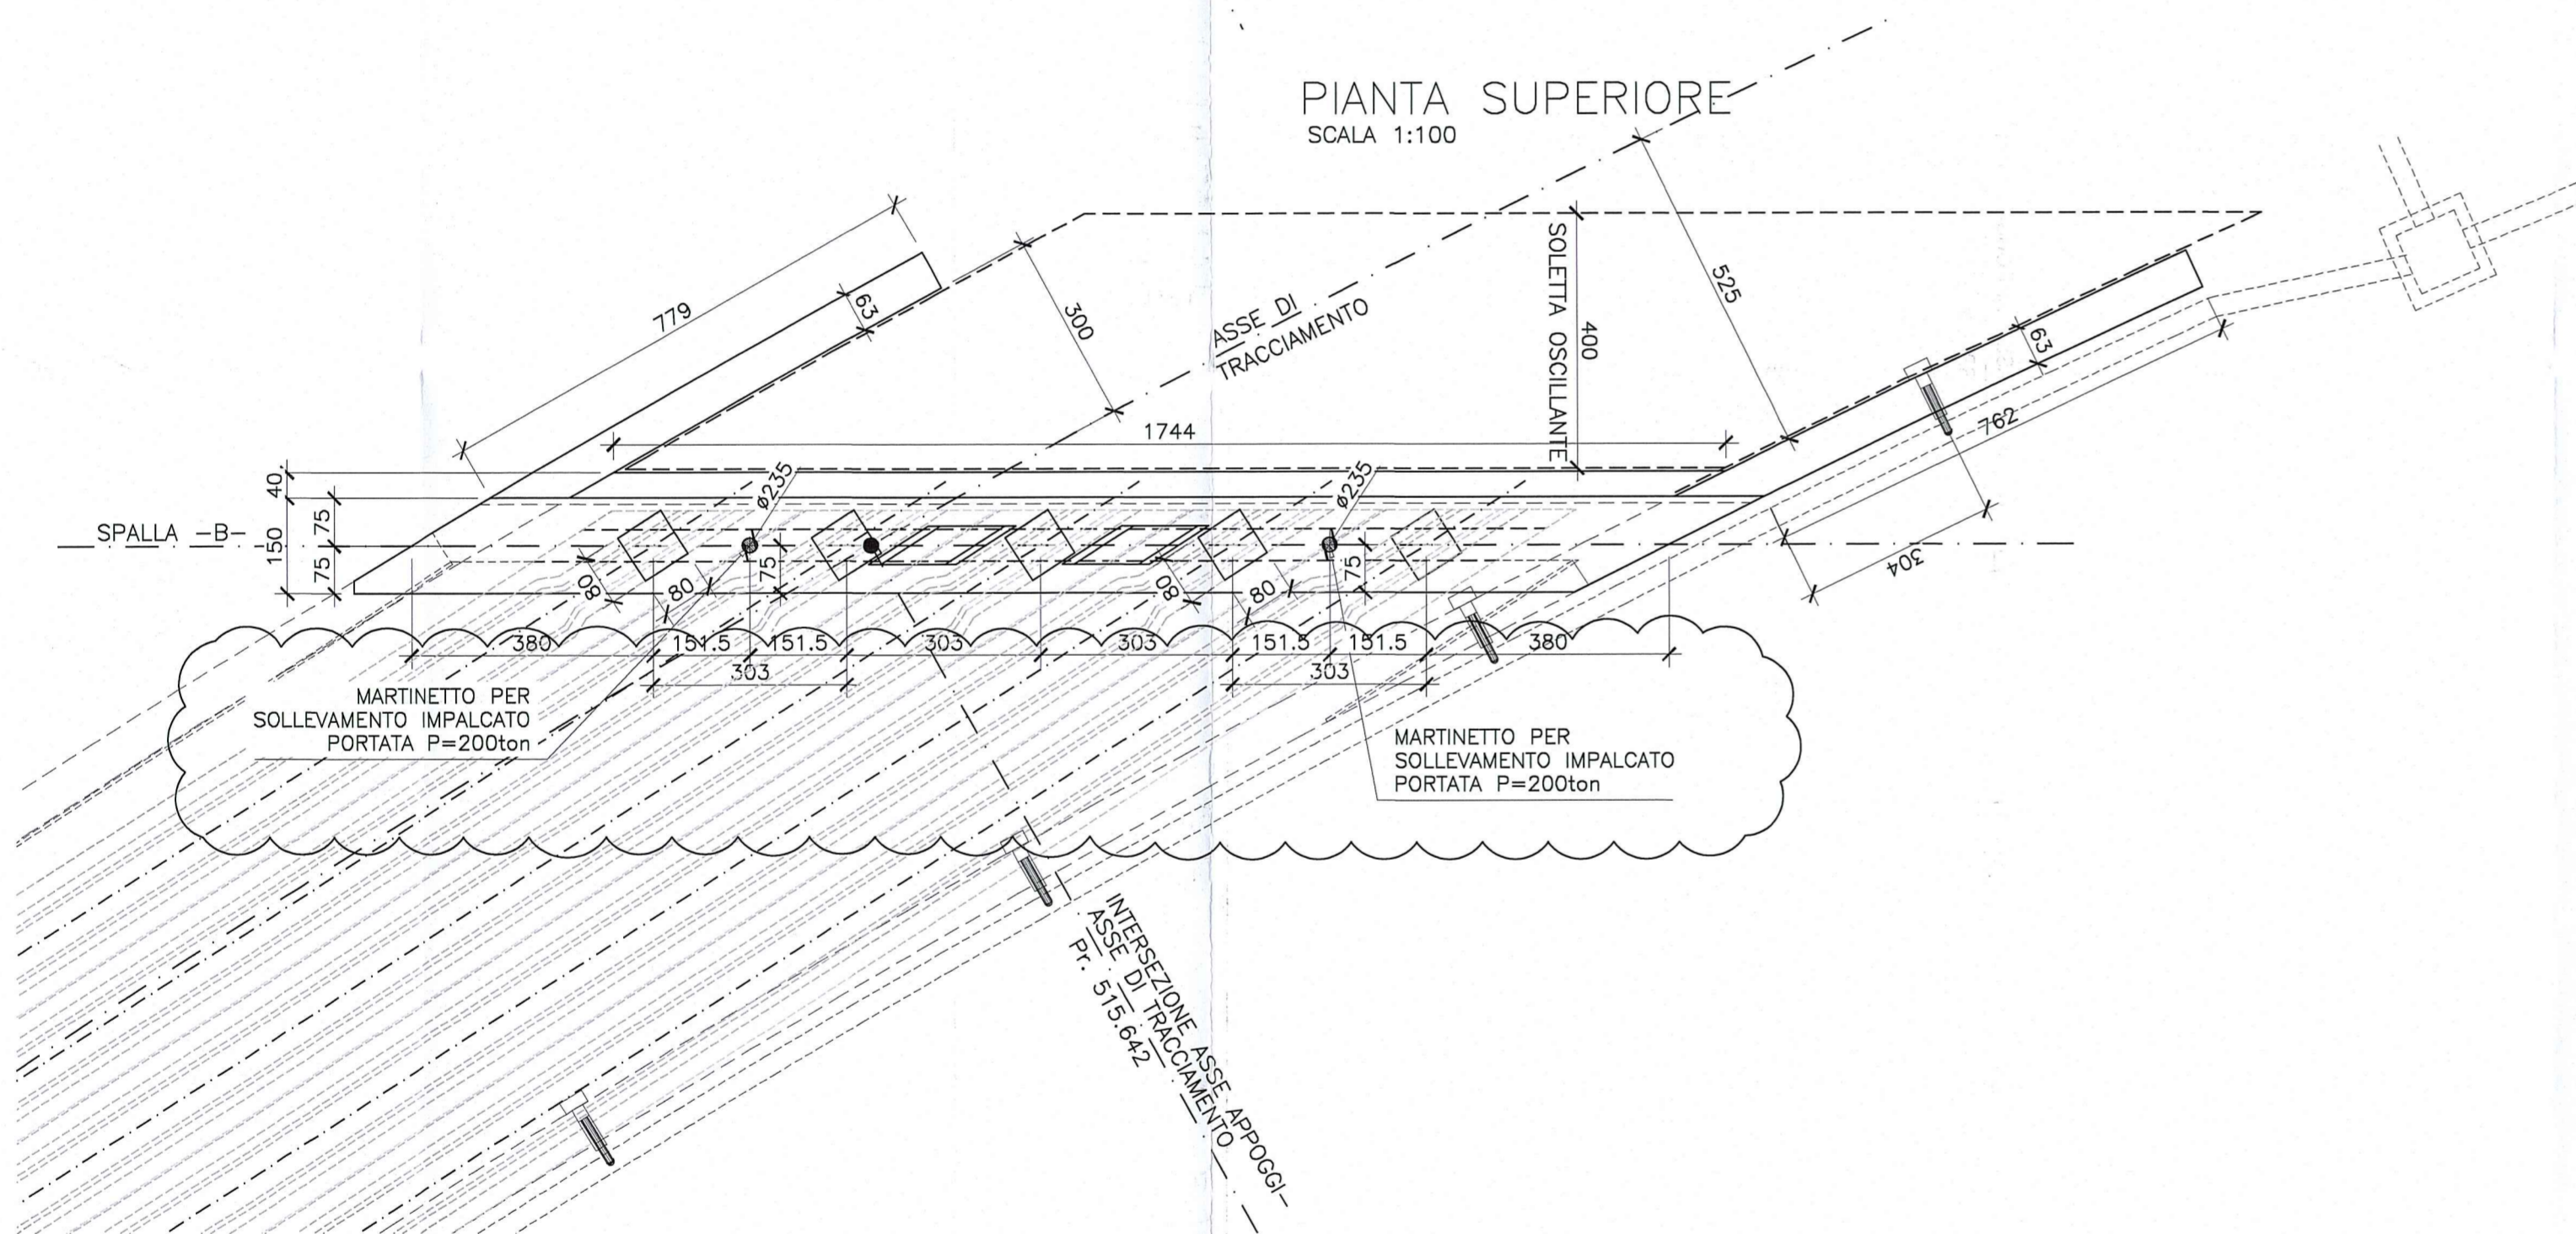 PIANTA SUPERIORE
SCALA 1:100
779
63
300
ASSE DI
TRACCIAMENTO
SOLETTA OSCILLANTE
400
525
63
762
304
1744
40
150
75
75
SPALLA -B-
ø235
ø235
75
75
80
80
80
80
380
151.5
151.5
303
303
151.5
151.5
380
303
303
MARTINETTO PER
SOLLEVAMENTO IMPALCATO
PORTATA P=200ton
MARTINETTO PER
SOLLEVAMENTO IMPALCATO
PORTATA P=200ton
INTERSEZIONE ASSE APPOGGI-
ASSE DI TRACCIAMENTO
Pr. 515.642